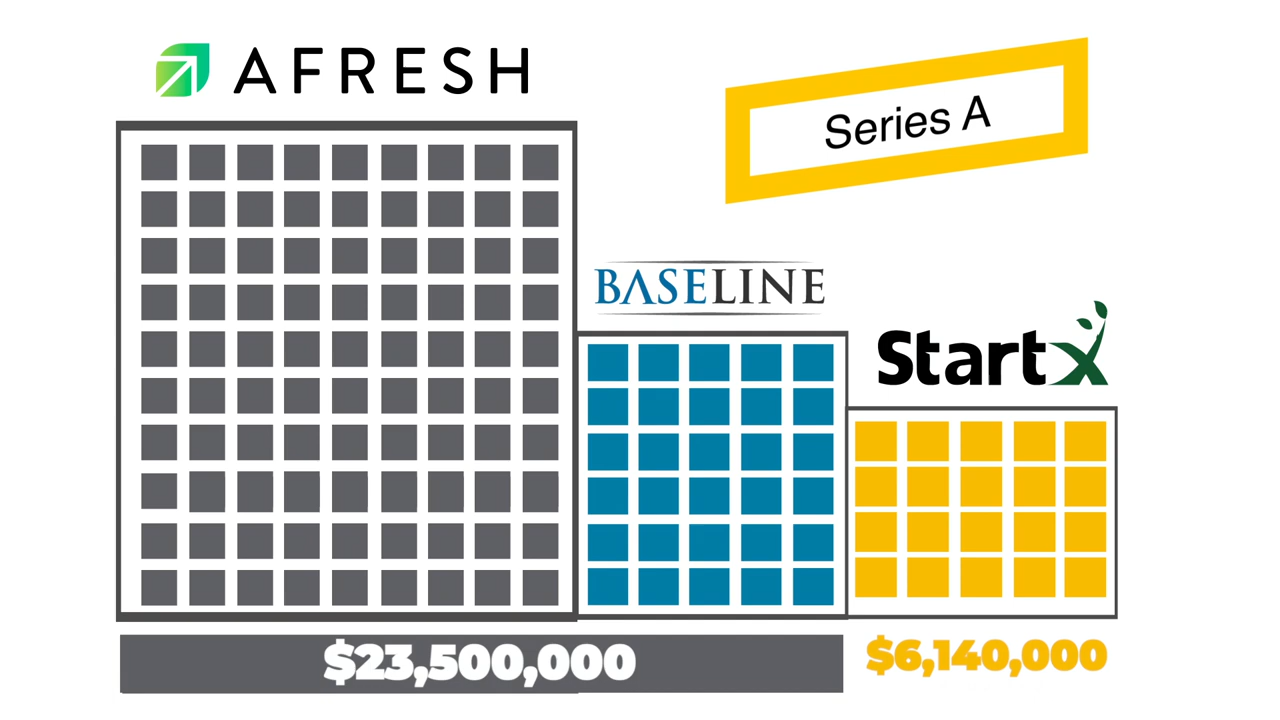 AFRESH
Series A
BASELINE
StartX
$23,500,000
$6,140,000